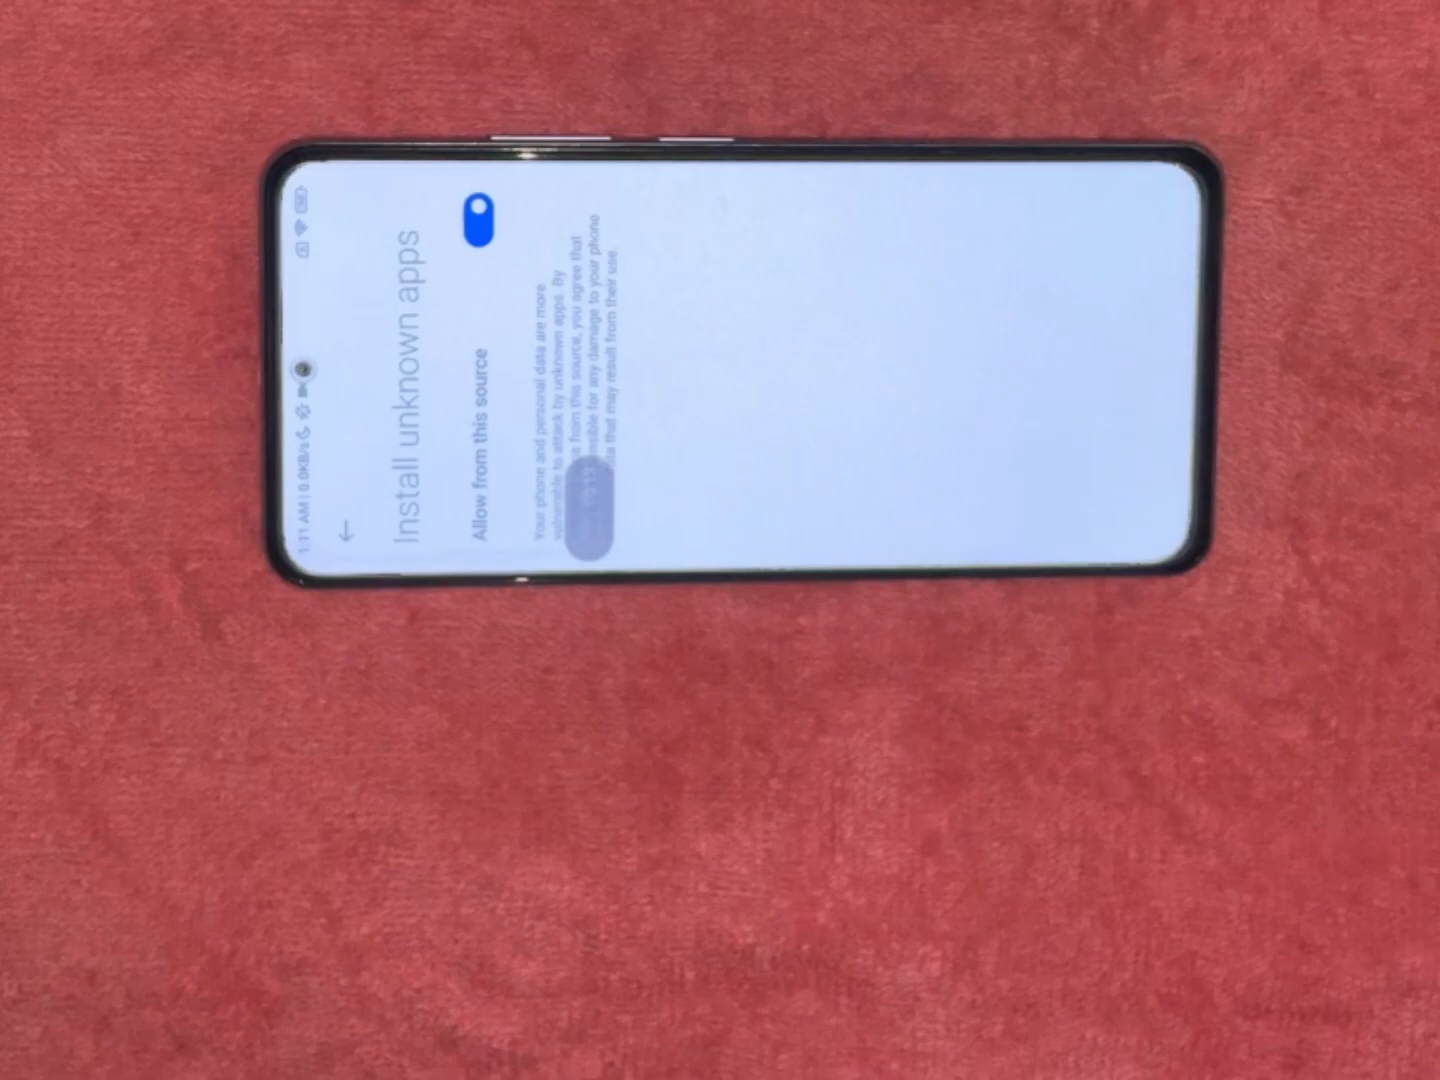 1:11 AM | 0.0KB/s
Install unknown apps
Allow from this source
Your phone and personal data are more
vulnerable to attack by unknown apps. By
from this source, you agree that
for any damage to your phone
that may result from their use.